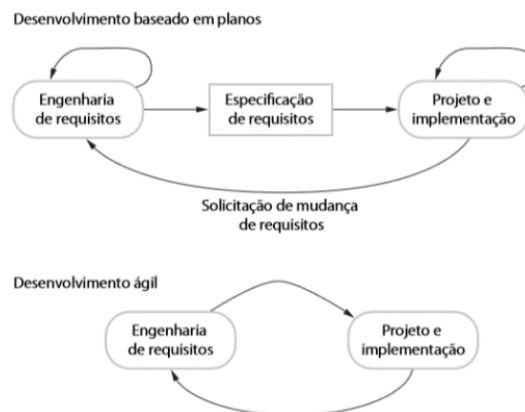 Desenvolvimento baseado em planos
Engenharia
de requisitos
Especificação
de requisitos
Projeto e
implementação
Solicitação de mudança
de requisitos
Desenvolvimento ágil
Engenharia
de requisitos
Projeto e
implementação